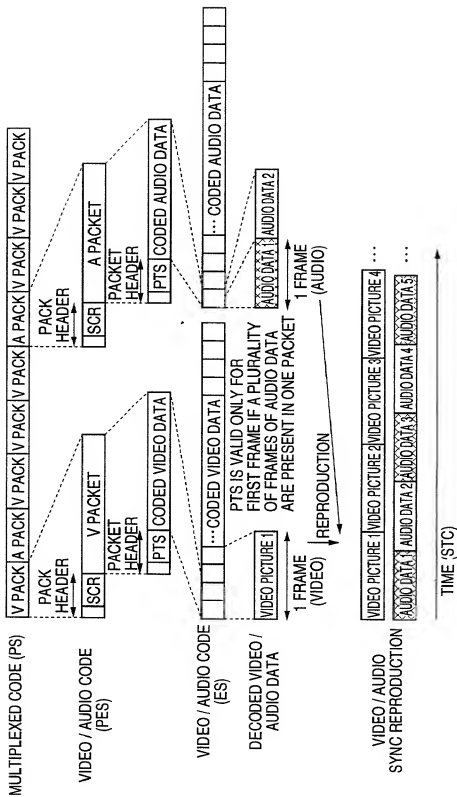 MULTIPLEXED CODE (PS)
V PACK A PACK V PACK V PACK V PACK A PACK V PACK V PACK V PACK
PACK
HEADER
PACK
HEADER
VIDEO / AUDIO CODE
(PES)
SCR V PACKET
SCR A PACKET
PACKET
HEADER
PACKET
HEADER
PTS CODED VIDEO DATA
PTS CODED AUDIO DATA
VIDEO / AUDIO CODE
(ES)
... CODED VIDEO DATA
... CODED AUDIO DATA
DECODED VIDEO /
AUDIO DATA
VIDEO PICTURE 1
PTS IS VALID ONLY FOR
FIRST FRAME IF A PLURALITY
OF FRAMES OF AUDIO DATA
ARE PRESENT IN ONE PACKET
AUDIO DATA 1 AUDIO DATA 2
1 FRAME
(VIDEO)
REPRODUCTION
1 FRAME
(AUDIO)
VIDEO / AUDIO
SYNC REPRODUCTION
VIDEO PICTURE 1 VIDEO PICTURE 2 VIDEO PICTURE 3 VIDEO PICTURE 4 ...
AUDIO DATA 1 AUDIO DATA 2 AUDIO DATA 3 AUDIO DATA 4 AUDIO DATA 5 ...
TIME (STC)